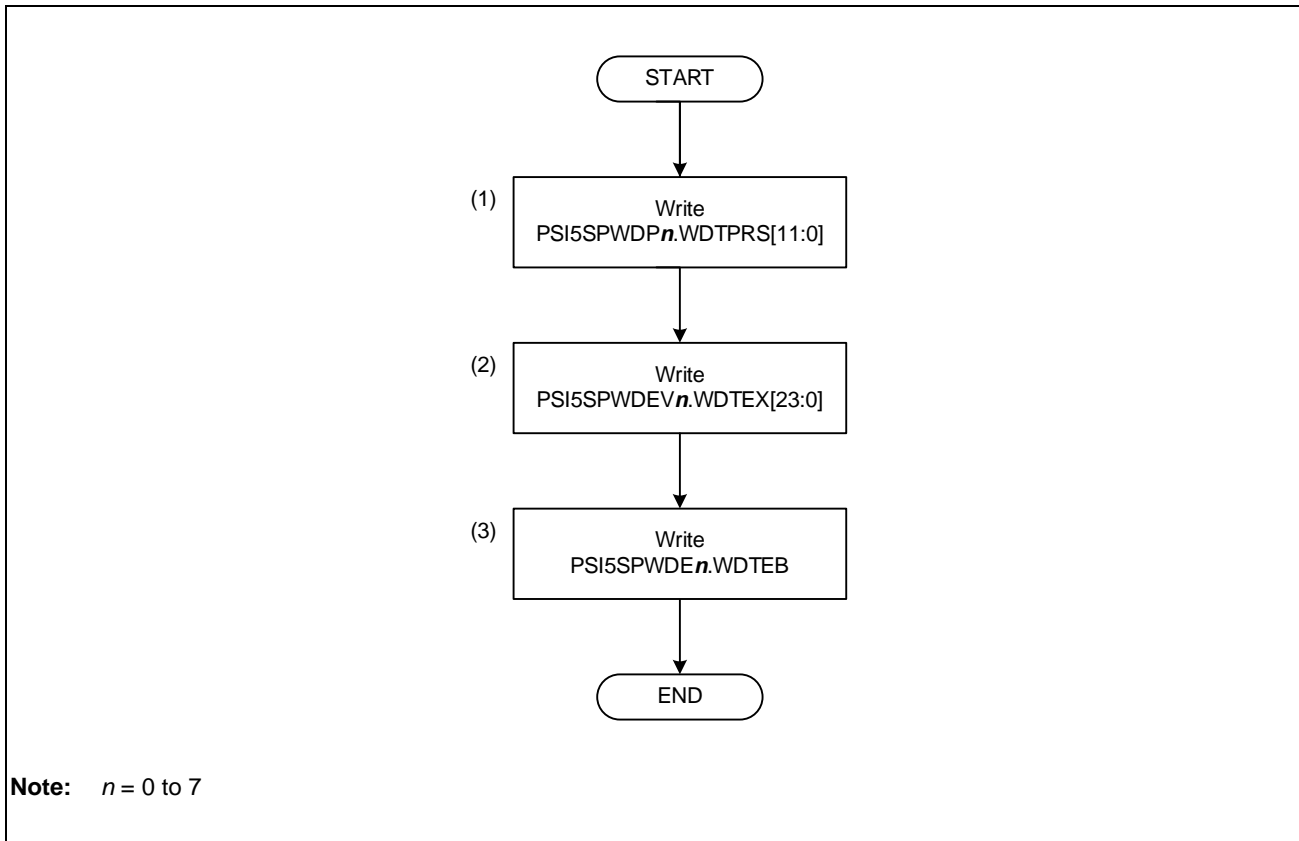 START
(1)
Write
PSI5SPWDPn.WDTPRS[11:0]
(2)
Write
PSI5SPWDEVn.WDTEX[23:0]
(3)
Write
PSI5SPWDEn.WDTEB
END
Note: n = 0 to 7